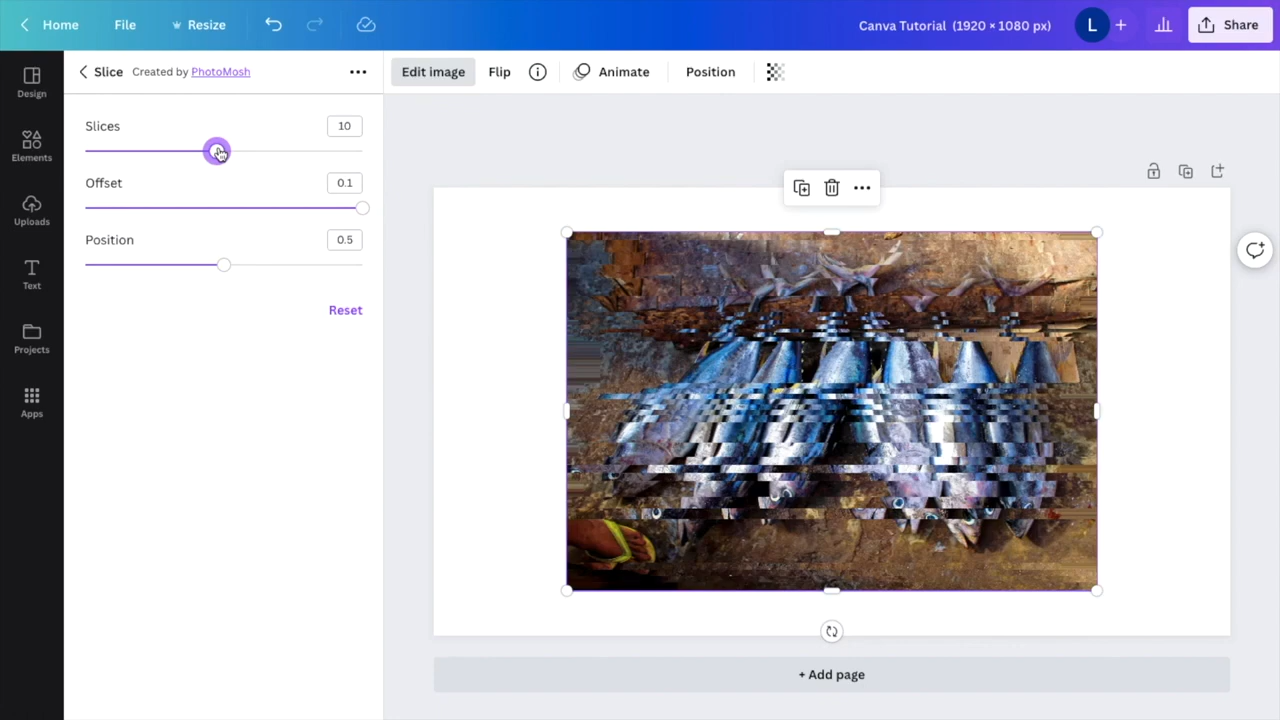 Home File Resize Canva Tutorial (1920 × 1080 px) L + Share
Design
Elements
Uploads
Text
Projects
Apps
Slice Created by PhotoMosh
Slices 10
Offset 0.1
Position 0.5
Reset
Edit image Flip Animate Position
+ Add page